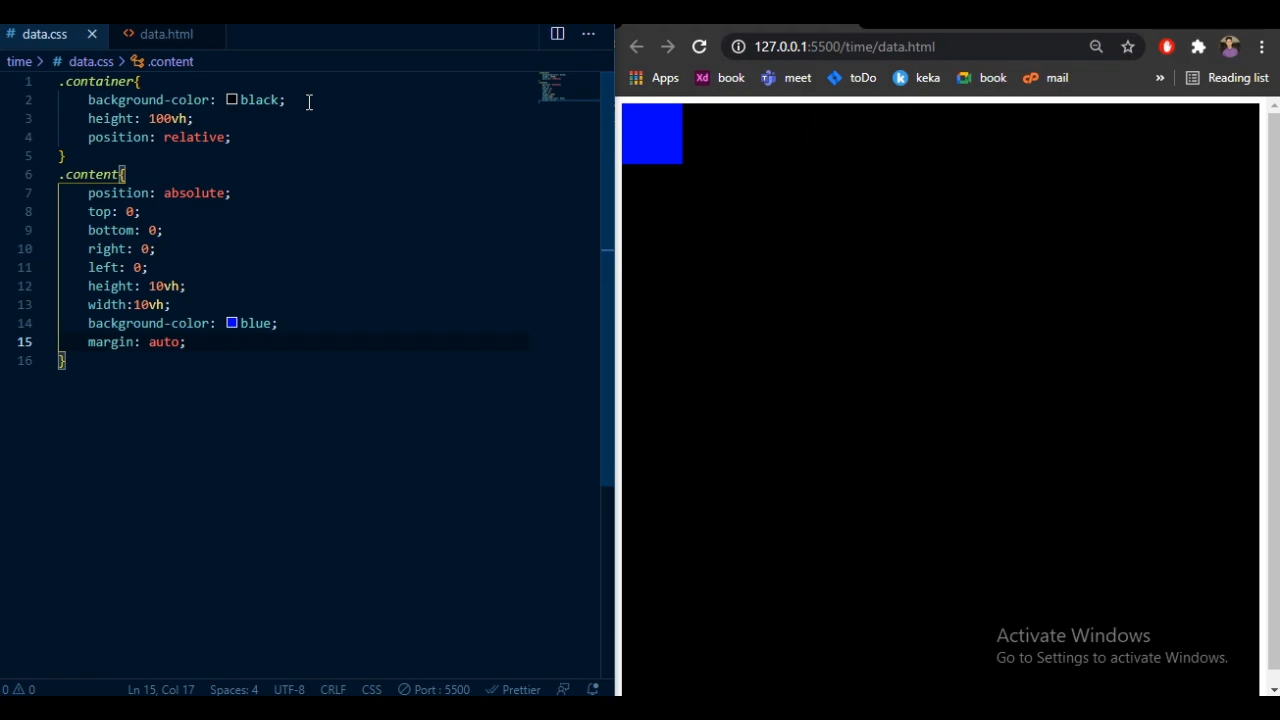 # data.css × <> data.html ···
time > # data.css > .content
1 .container{
2 background-color: black;
3 height: 100vh;
4 position: relative;
5 }
6 .content{
7 position: absolute;
8 top: 0;
9 bottom: 0;
10 right: 0;
11 left: 0;
12 height: 10vh;
13 width:10vh;
14 background-color: blue;
15 margin: auto;
16 }
0 0 Ln 15, Col 17 Spaces: 4 UTF-8 CRLF CSS Port : 5500 Prettier
127.0.0.1:5500/time/data.html
Apps Xd book meet toDo k keka book cP mail » Reading list
Activate Windows
Go to Settings to activate Windows.